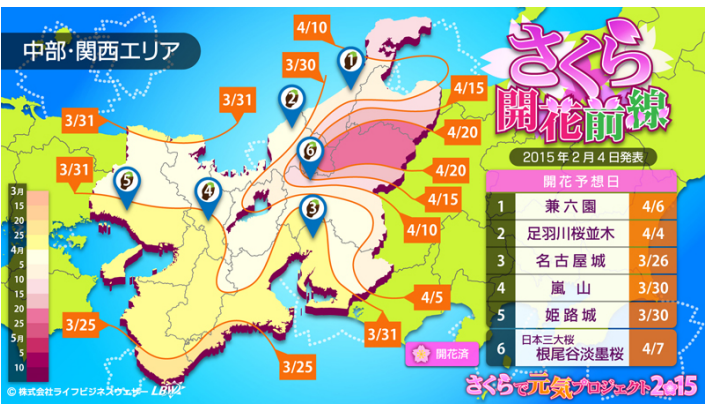 中部・関西エリア
さくら
開花前線
2015年2月4日発表
開花予想日
1 兼六園 4/6
2 足羽川桜並木 4/4
3 名古屋城 3/26
4 嵐山 3/30
5 姫路城 3/30
6 日本三大桜
根尾谷淡墨桜 4/7
4/10
3/30
3/31
3/31
3/31
4/15
4/20
4/20
4/15
4/10
4/5
3/31
3/25
3/25
1
2
3
4
5
6
3月
15
20
25
4月
5
10
15
20
25
5月
5
10
開花済
© 株式会社ライフビジネスウェザー LBW
さくらで元気プロジェクト2015